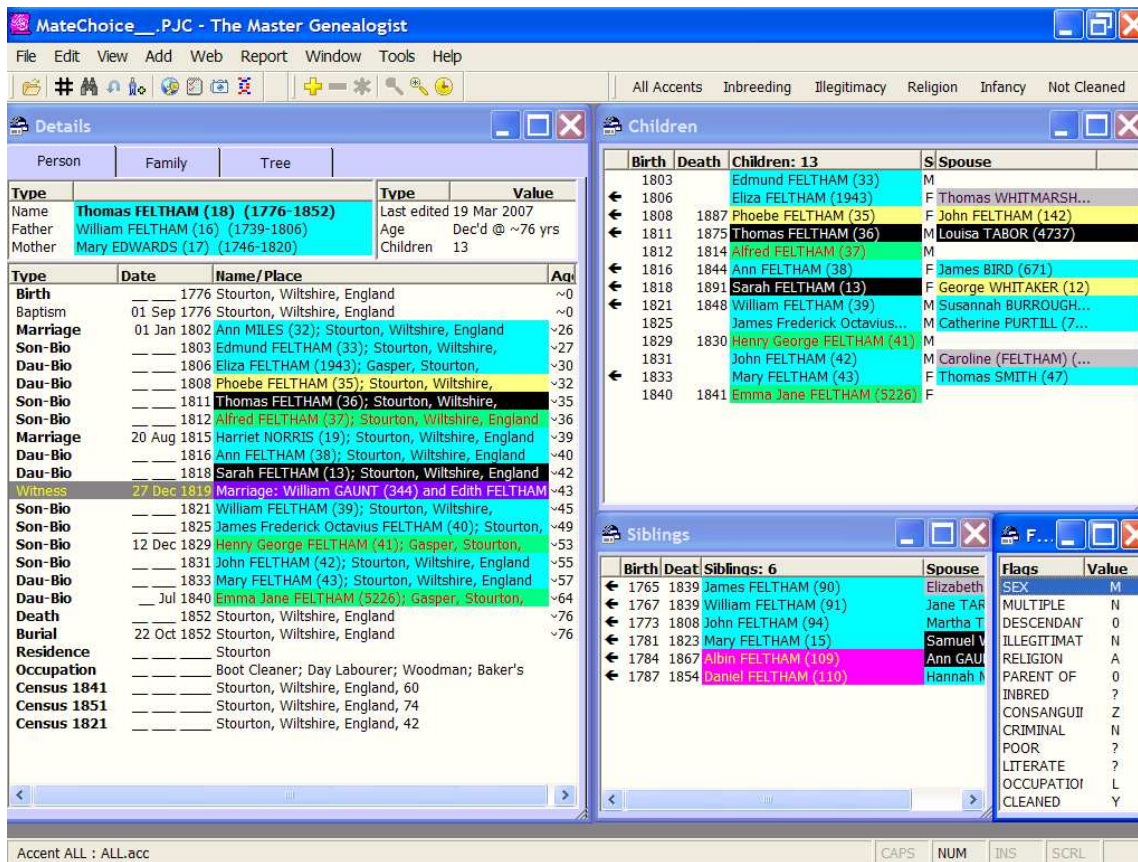 MateChoice__.PJC - The Master Genealogist
File Edit View Add Web Report Window Tools Help
All Accents Inbreeding Illegitimacy Religion Infancy Not Cleaned
Details
Person Family Tree
Type Type Value
Name Thomas FELTHAM (18) (1776-1852) Last edited 19 Mar 2007
Father William FELTHAM (16) (1739-1806) Age Dec'd @ ~76 yrs
Mother Mary EDWARDS (17) (1746-1820) Children 13
Type Date Name/Place Age
Birth __ __ 1776 Stourton, Wiltshire, England ~0
Baptism 01 Sep 1776 Stourton, Wiltshire, England ~0
Marriage 01 Jan 1802 Ann MILES (32); Stourton, Wiltshire, England ~26
Son-Bio __ __ 1803 Edmund FELTHAM (33); Stourton, Wiltshire, ~27
Dau-Bio __ __ 1806 Eliza FELTHAM (1943); Gasper, Stourton, ~30
Dau-Bio __ __ 1808 Phoebe FELTHAM (35); Stourton, Wiltshire, ~32
Son-Bio __ __ 1811 Thomas FELTHAM (36); Stourton, Wiltshire, ~35
Son-Bio __ __ 1812 Alfred FELTHAM (37); Stourton, Wiltshire, England ~36
Marriage 20 Aug 1815 Harriet NORRIS (19); Stourton, Wiltshire, England ~39
Dau-Bio __ __ 1816 Ann FELTHAM (38); Stourton, Wiltshire, England ~40
Dau-Bio __ __ 1818 Sarah FELTHAM (13); Stourton, Wiltshire, England ~42
Witness 27 Dec 1819 Marriage: William GAUNT (344) and Edith FELTHAM ~43
Son-Bio __ __ 1821 William FELTHAM (39); Stourton, Wiltshire, ~45
Son-Bio __ __ 1825 James Frederick Octavius FELTHAM (40); Stourton, ~49
Son-Bio 12 Dec 1829 Henry George FELTHAM (41); Gasper, Stourton, ~53
Son-Bio __ __ 1831 John FELTHAM (42); Stourton, Wiltshire, England ~55
Dau-Bio __ __ 1833 Mary FELTHAM (43); Stourton, Wiltshire, England ~57
Dau-Bio __ Jul 1840 Emma Jane FELTHAM (5226); Gasper, Stourton, ~64
Death __ __ 1852 Stourton, Wiltshire, England ~76
Burial 22 Oct 1852 Stourton, Wiltshire, England ~76
Residence __ __ ____ Stourton
Occupation __ __ ____ Boot Cleaner; Day Labourer; Woodman; Baker's
Census 1841 __ __ ____ Stourton, Wiltshire, England, 60
Census 1851 __ __ ____ Stourton, Wiltshire, England, 74
Census 1821 __ __ ____ Stourton, Wiltshire, England, 42
Children
Birth Death Children: 13 S Spouse
1803 Edmund FELTHAM (33) M
1806 Eliza FELTHAM (1943) F Thomas WHITMARSH...
1808 1887 Phoebe FELTHAM (35) F John FELTHAM (142)
1811 1875 Thomas FELTHAM (36) M Louisa TABOR (4737)
1812 1814 Alfred FELTHAM (37) M
1816 1844 Ann FELTHAM (38) F James BIRD (671)
1818 1891 Sarah FELTHAM (13) F George WHITAKER (12)
1821 1848 William FELTHAM (39) M Susannah BURROUGH...
1825 James Frederick Octavius... M Catherine PURTILL (7...
1829 1830 Henry George FELTHAM (41) M
1831 John FELTHAM (42) M Caroline (FELTHAM) (...
1833 Mary FELTHAM (43) F Thomas SMITH (47)
1840 1841 Emma Jane FELTHAM (5226) F
Siblings
Birth Deat Siblings: 6 Spouse
1765 1839 James FELTHAM (90) Elizabeth
1767 1839 William FELTHAM (91) Jane TAR
1773 1808 John FELTHAM (94) Martha T
1781 1823 Mary FELTHAM (15) Samuel W
1784 1867 Albin FELTHAM (109) Ann GAU
1787 1854 Daniel FELTHAM (110) Hannah M
F...
Flags Value
SEX M
MULTIPLE N
DESCENDAN 0
ILLEGITIMAT N
RELIGION A
PARENT OF 0
INBRED ?
CONSANGUI Z
CRIMINAL N
POOR ?
LITERATE ?
OCCUPATIO L
CLEANED Y
Accent ALL : ALL.acc CAPS NUM INS SCRL